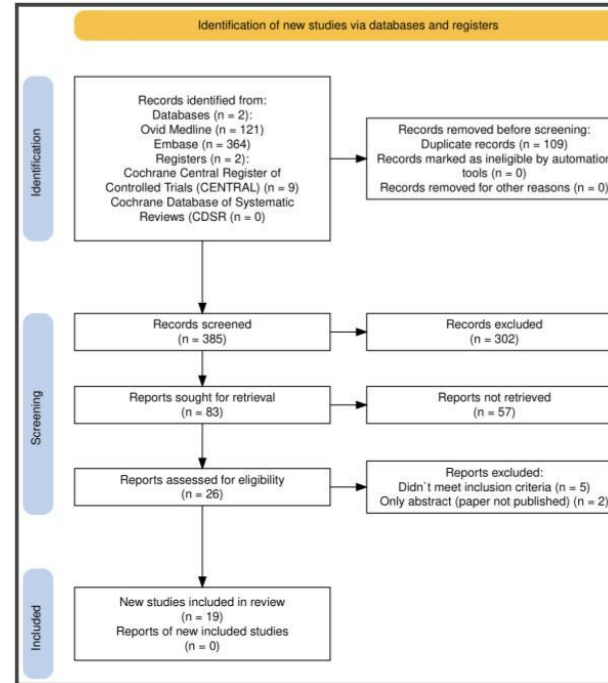 Identification of new studies via databases and registers
Identification
Records identified from:
Databases (n = 2):
Ovid Medline (n = 121)
Embase (n = 364)
Registers (n = 2):
Cochrane Central Register of
Controlled Trials (CENTRAL) (n = 9)
Cochrane Database of Systematic
Reviews (CDSR (n = 0)
Records removed before screening:
Duplicate records (n = 109)
Records marked as ineligible by automation
tools (n = 0)
Records removed for other reasons (n = 0)
Screening
Records screened
(n = 385)
Records excluded
(n = 302)
Reports sought for retrieval
(n = 83)
Reports not retrieved
(n = 57)
Reports assessed for eligibility
(n = 26)
Reports excluded:
Didn`t meet inclusion criteria (n = 5)
Only abstract (paper not published) (n = 2)
Included
New studies included in review
(n = 19)
Reports of new included studies
(n = 0)